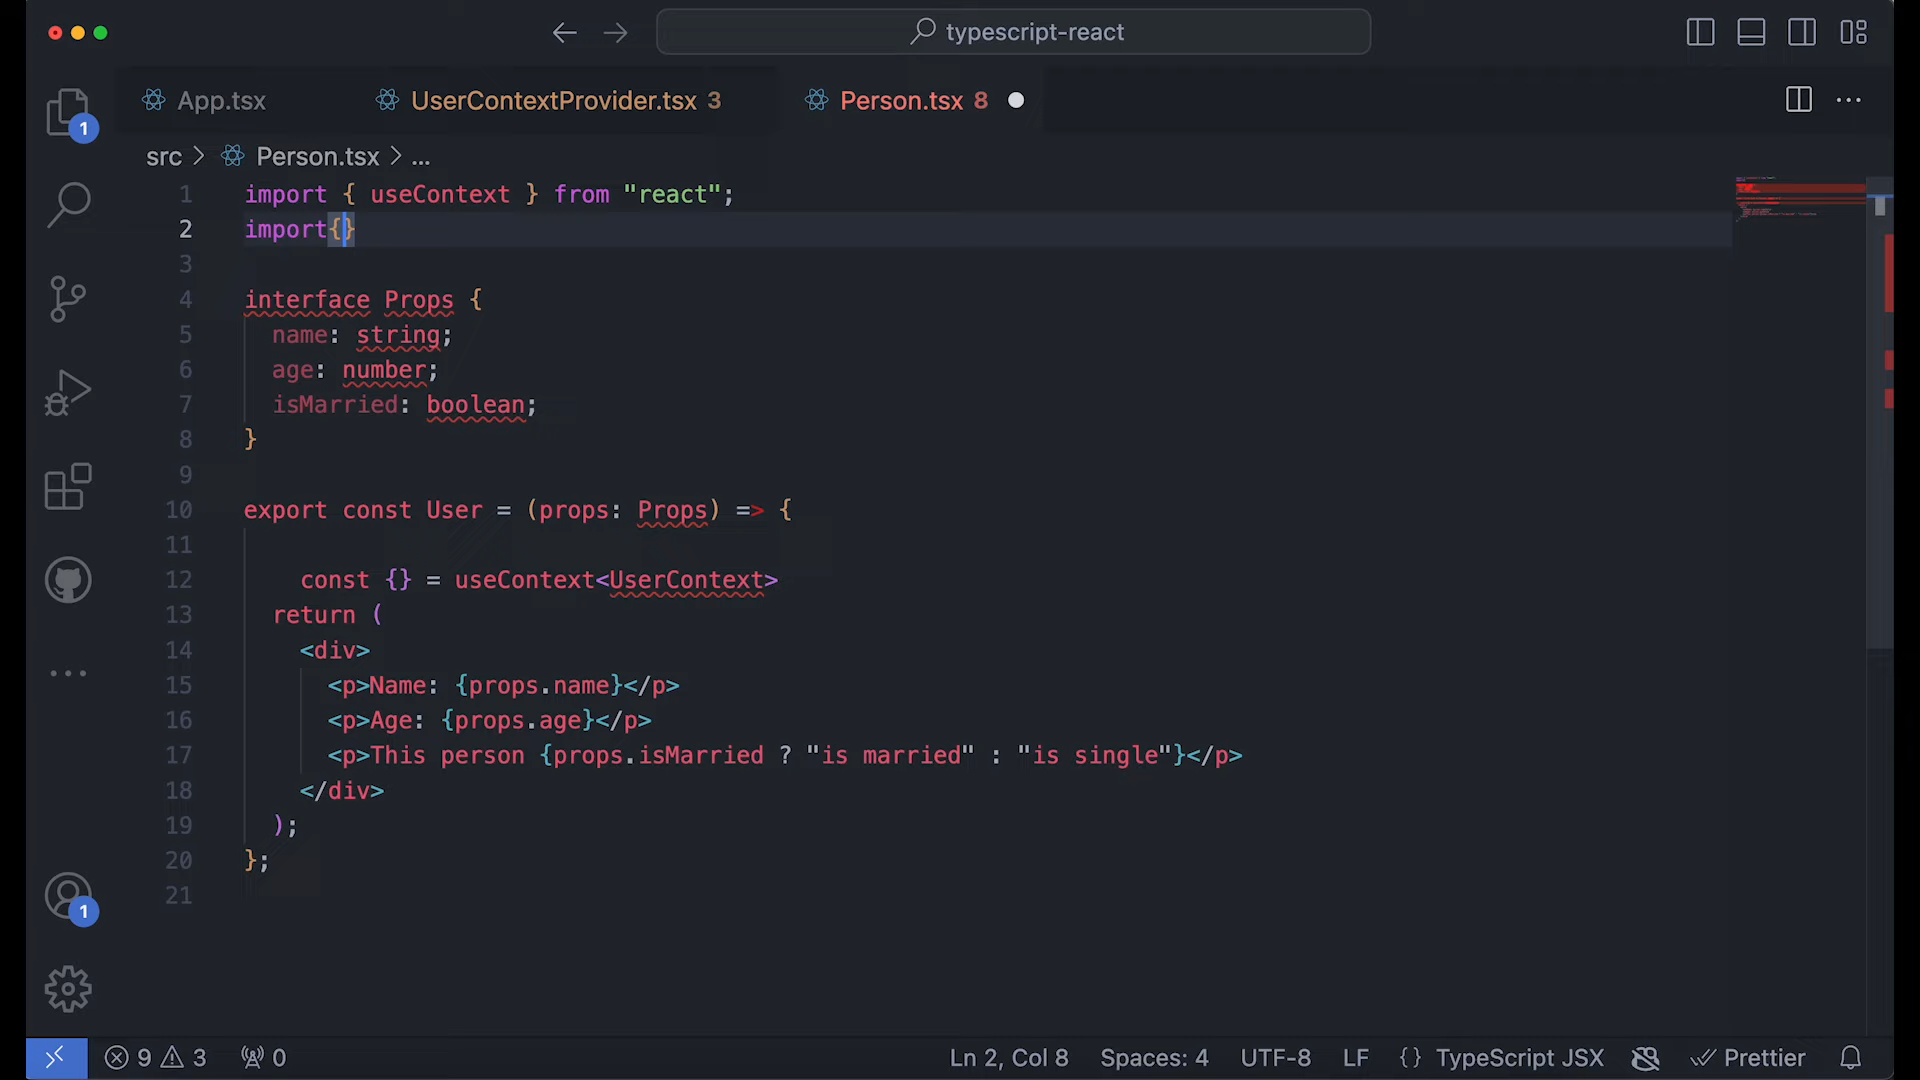 typescript-react
App.tsx
UserContextProvider.tsx 3
Person.tsx 8
src > Person.tsx > ...
1 import { useContext } from "react";
2 import{}
3
4 interface Props {
5 name: string;
6 age: number;
7 isMarried: boolean;
8 }
9
10 export const User = (props: Props) => {
11
12 const {} = useContext<UserContext>
13 return (
14 <div>
15 <p>Name: {props.name}</p>
16 <p>Age: {props.age}</p>
17 <p>This person {props.isMarried ? "is married" : "is single"}</p>
18 </div>
19 );
20 };
21
1
1
9 3 0
Ln 2, Col 8 Spaces: 4 UTF-8 LF {} TypeScript JSX Prettier